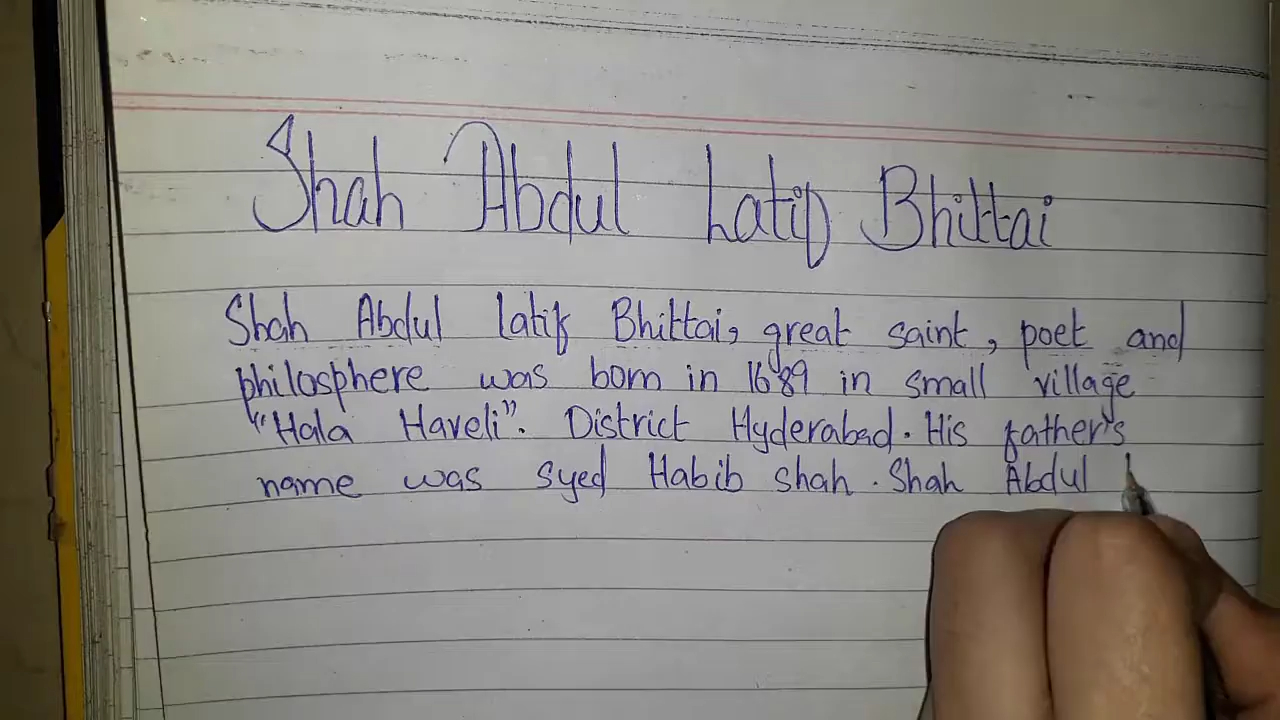 Shah Abdul Latif Bhittai
Shah Abdul latif Bhittai, great saint, poet and
philosphere was born in 1689 in small village
"Hala Haveli". District Hyderabad. His father's
name was syed Habib shah. Shah Abdul